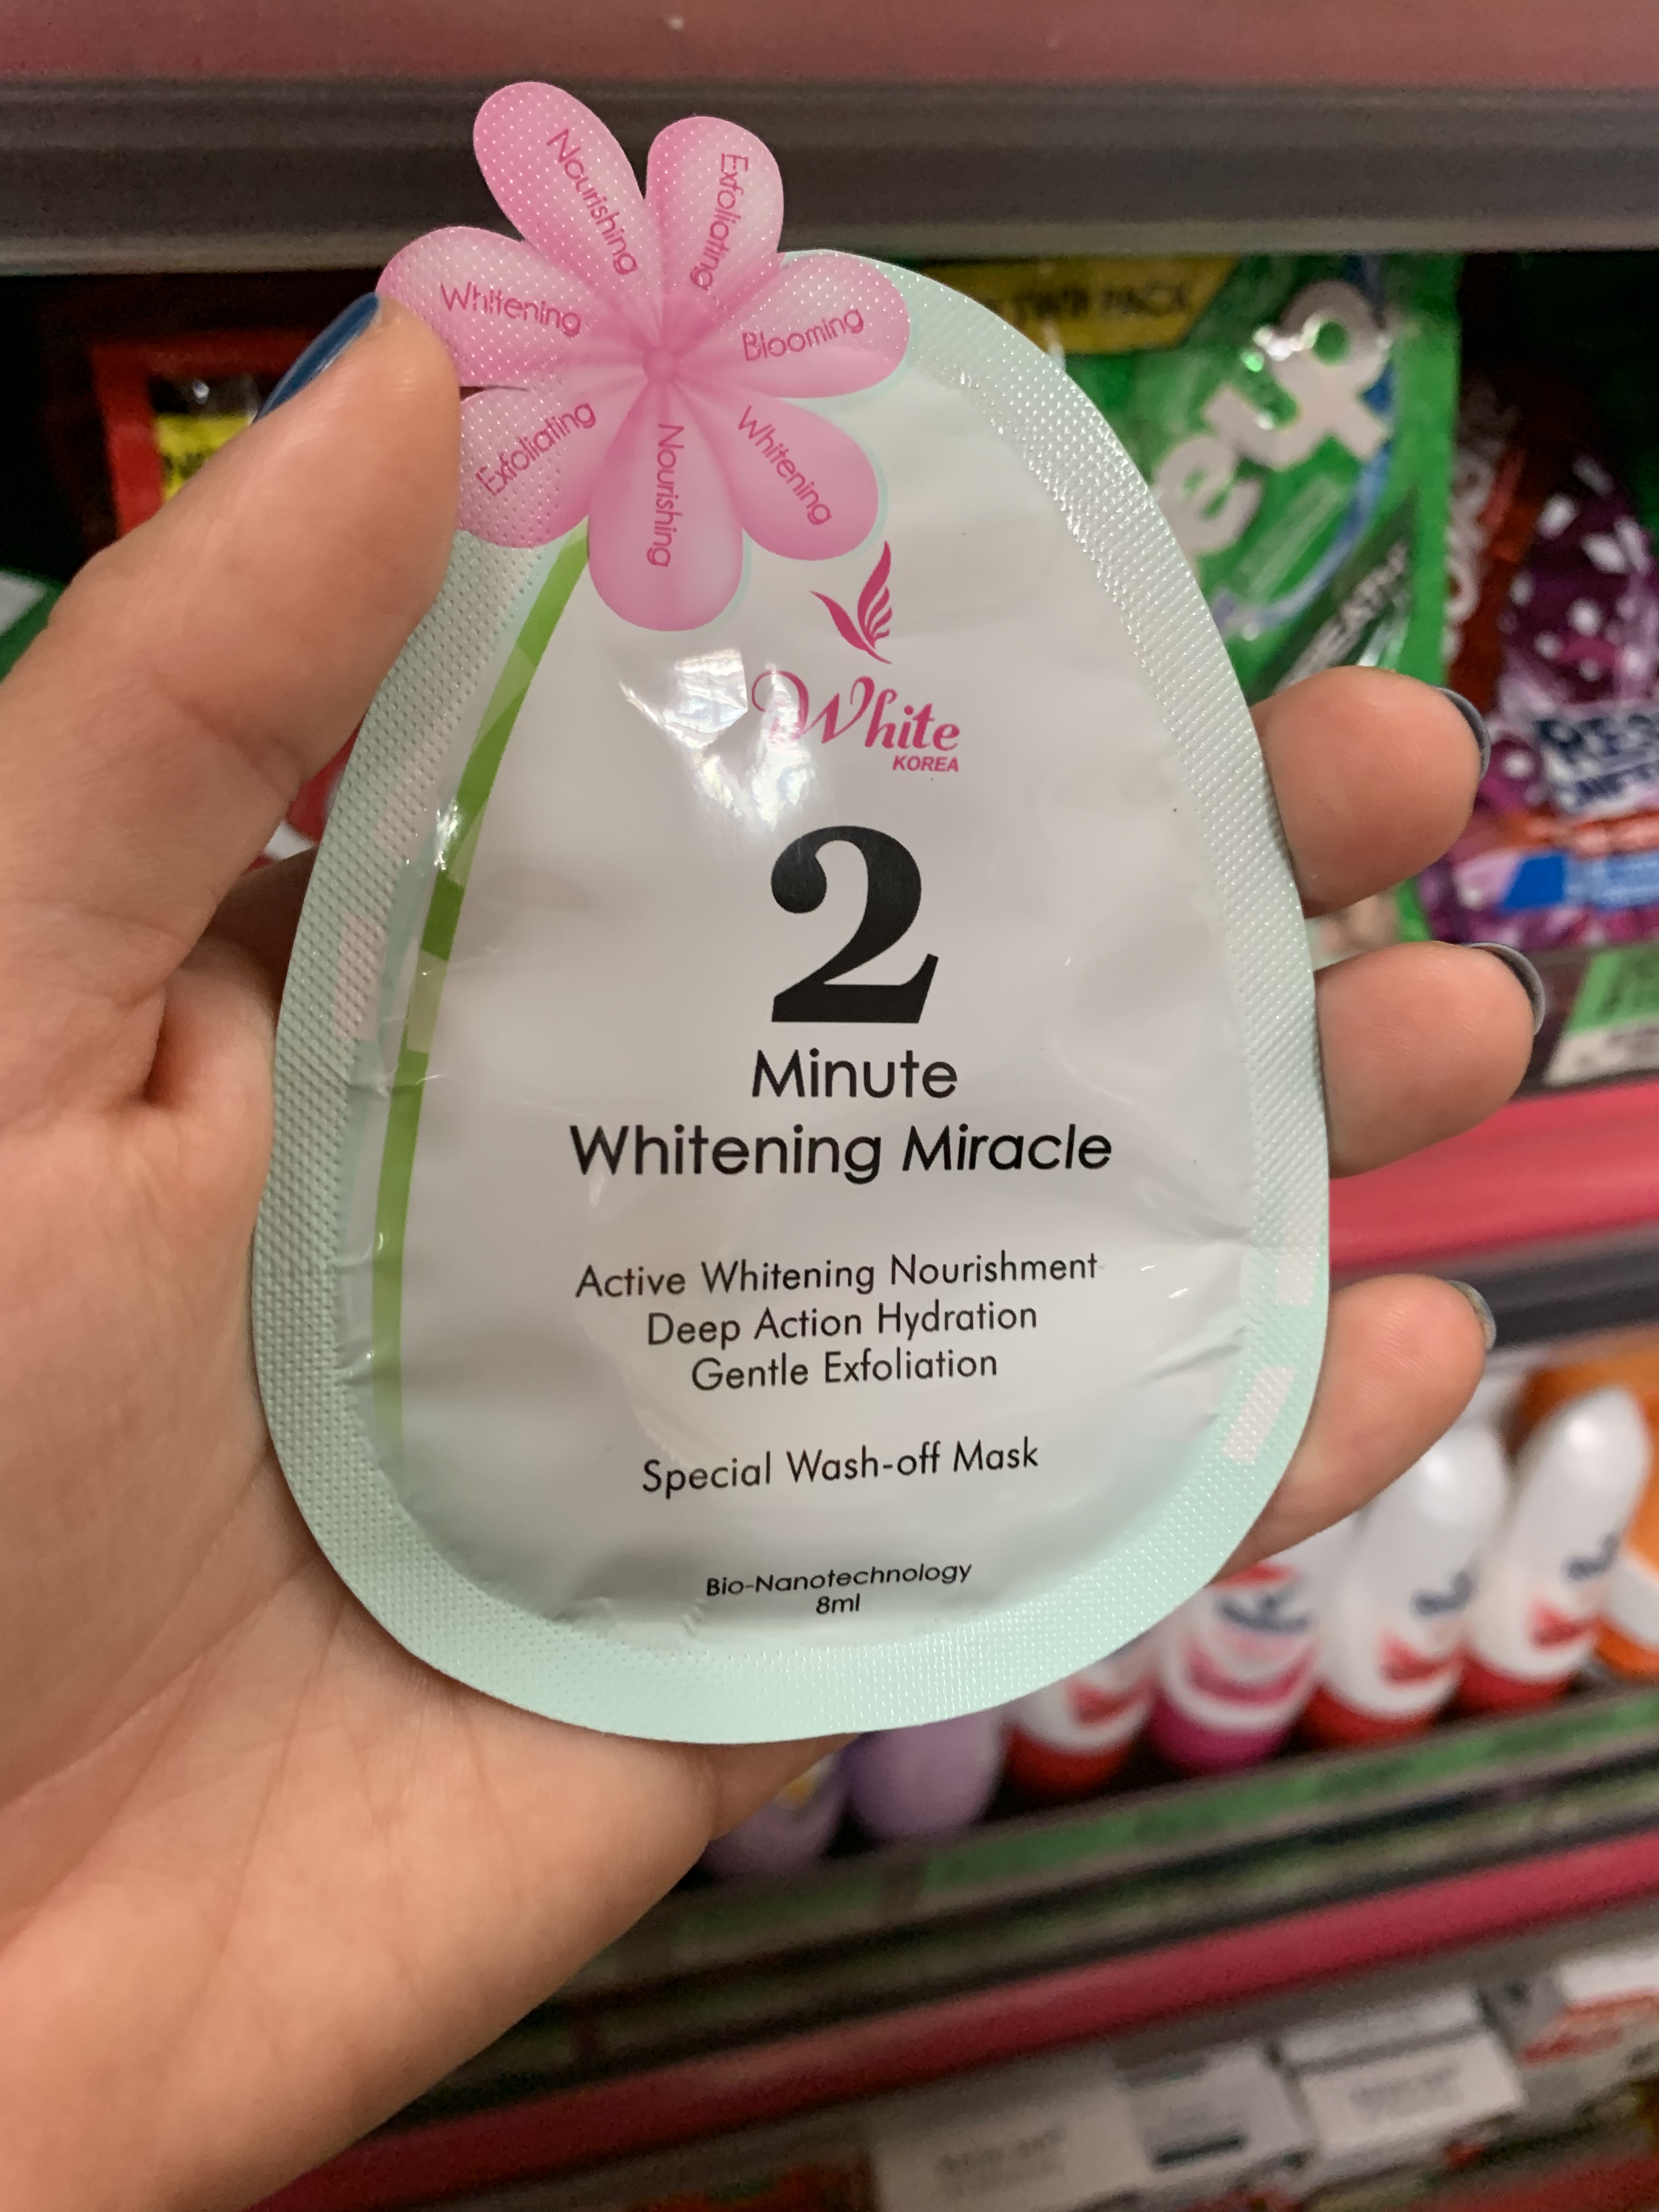 Nourishing
Exfoliating
Whitening
Blooming
Exfoliating
Nourishing
Whitening
White
KOREA
2
Minute
Whitening Miracle
Active Whitening Nourishment
Deep Action Hydration
Gentle Exfoliation
Special Wash-off Mask
Bio-Nanotechnology
8ml